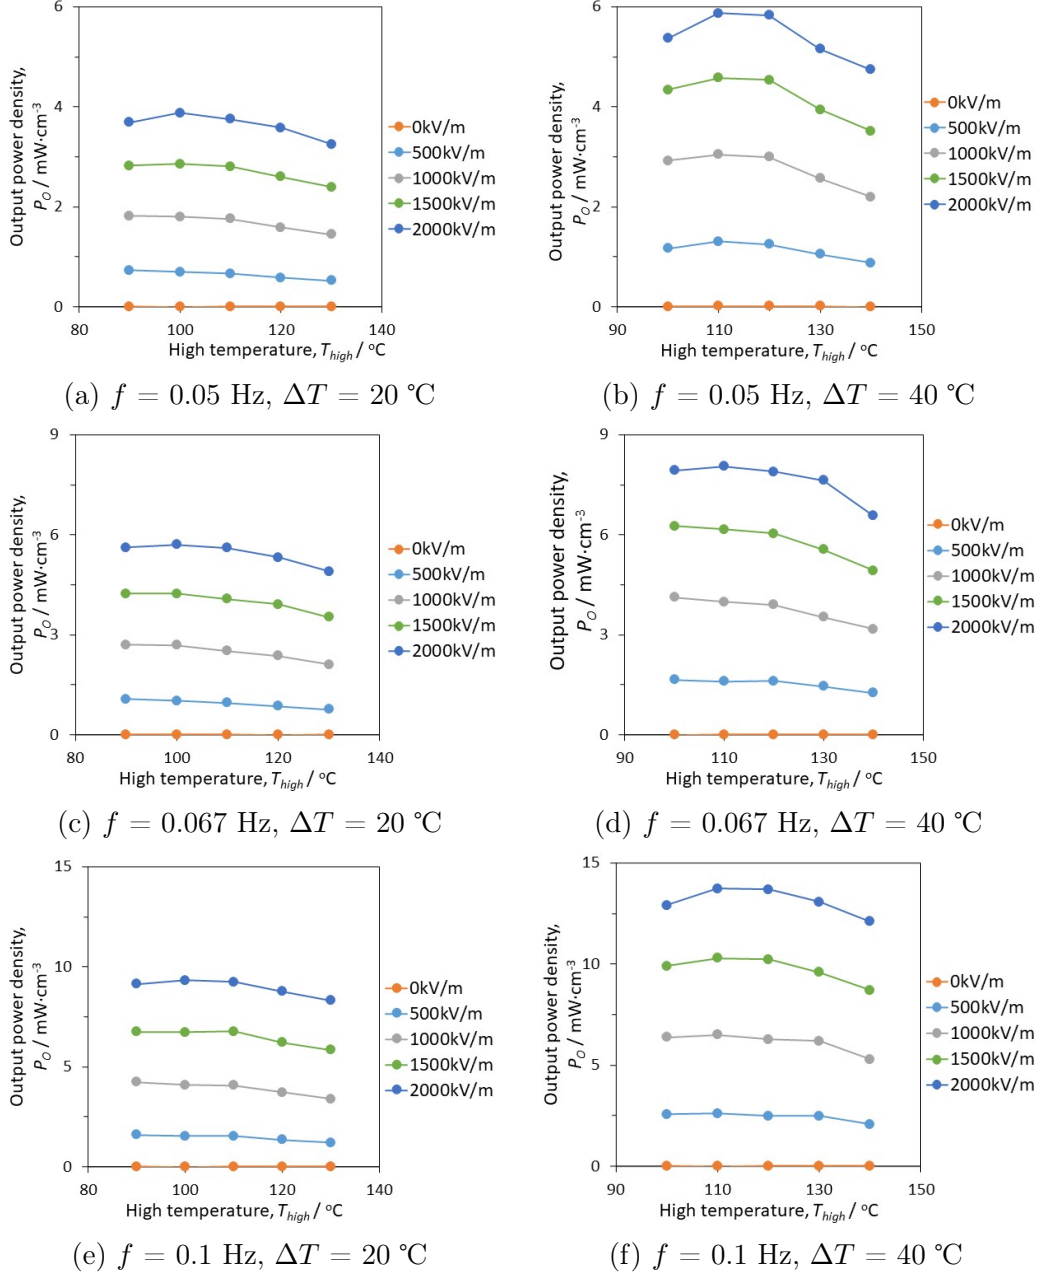 6
4
2
0
80
100
120
140
Output power density,
P_O / mW·cm⁻³
High temperature, T_high / °C
0kV/m
500kV/m
1000kV/m
1500kV/m
2000kV/m
(a) f = 0.05 Hz, ΔT = 20 ℃
6
4
2
0
90
110
130
150
Output power density,
P_O / mW·cm⁻³
High temperature, T_high / °C
0kV/m
500kV/m
1000kV/m
1500kV/m
2000kV/m
(b) f = 0.05 Hz, ΔT = 40 ℃
9
6
3
0
80
100
120
140
Output power density,
P_O / mW·cm⁻³
High temperature, T_high / °C
0kV/m
500kV/m
1000kV/m
1500kV/m
2000kV/m
(c) f = 0.067 Hz, ΔT = 20 ℃
9
6
3
0
90
110
130
150
Output power density,
P_O / mW·cm⁻³
High temperature, T_high / °C
0kV/m
500kV/m
1000kV/m
1500kV/m
2000kV/m
(d) f = 0.067 Hz, ΔT = 40 ℃
15
10
5
0
80
100
120
140
Output power density,
P_O / mW·cm⁻³
High temperature, T_high / °C
0kV/m
500kV/m
1000kV/m
1500kV/m
2000kV/m
(e) f = 0.1 Hz, ΔT = 20 ℃
15
10
5
0
90
110
130
150
Output power density,
P_O / mW·cm⁻³
High temperature, T_high / °C
0kV/m
500kV/m
1000kV/m
1500kV/m
2000kV/m
(f) f = 0.1 Hz, ΔT = 40 ℃